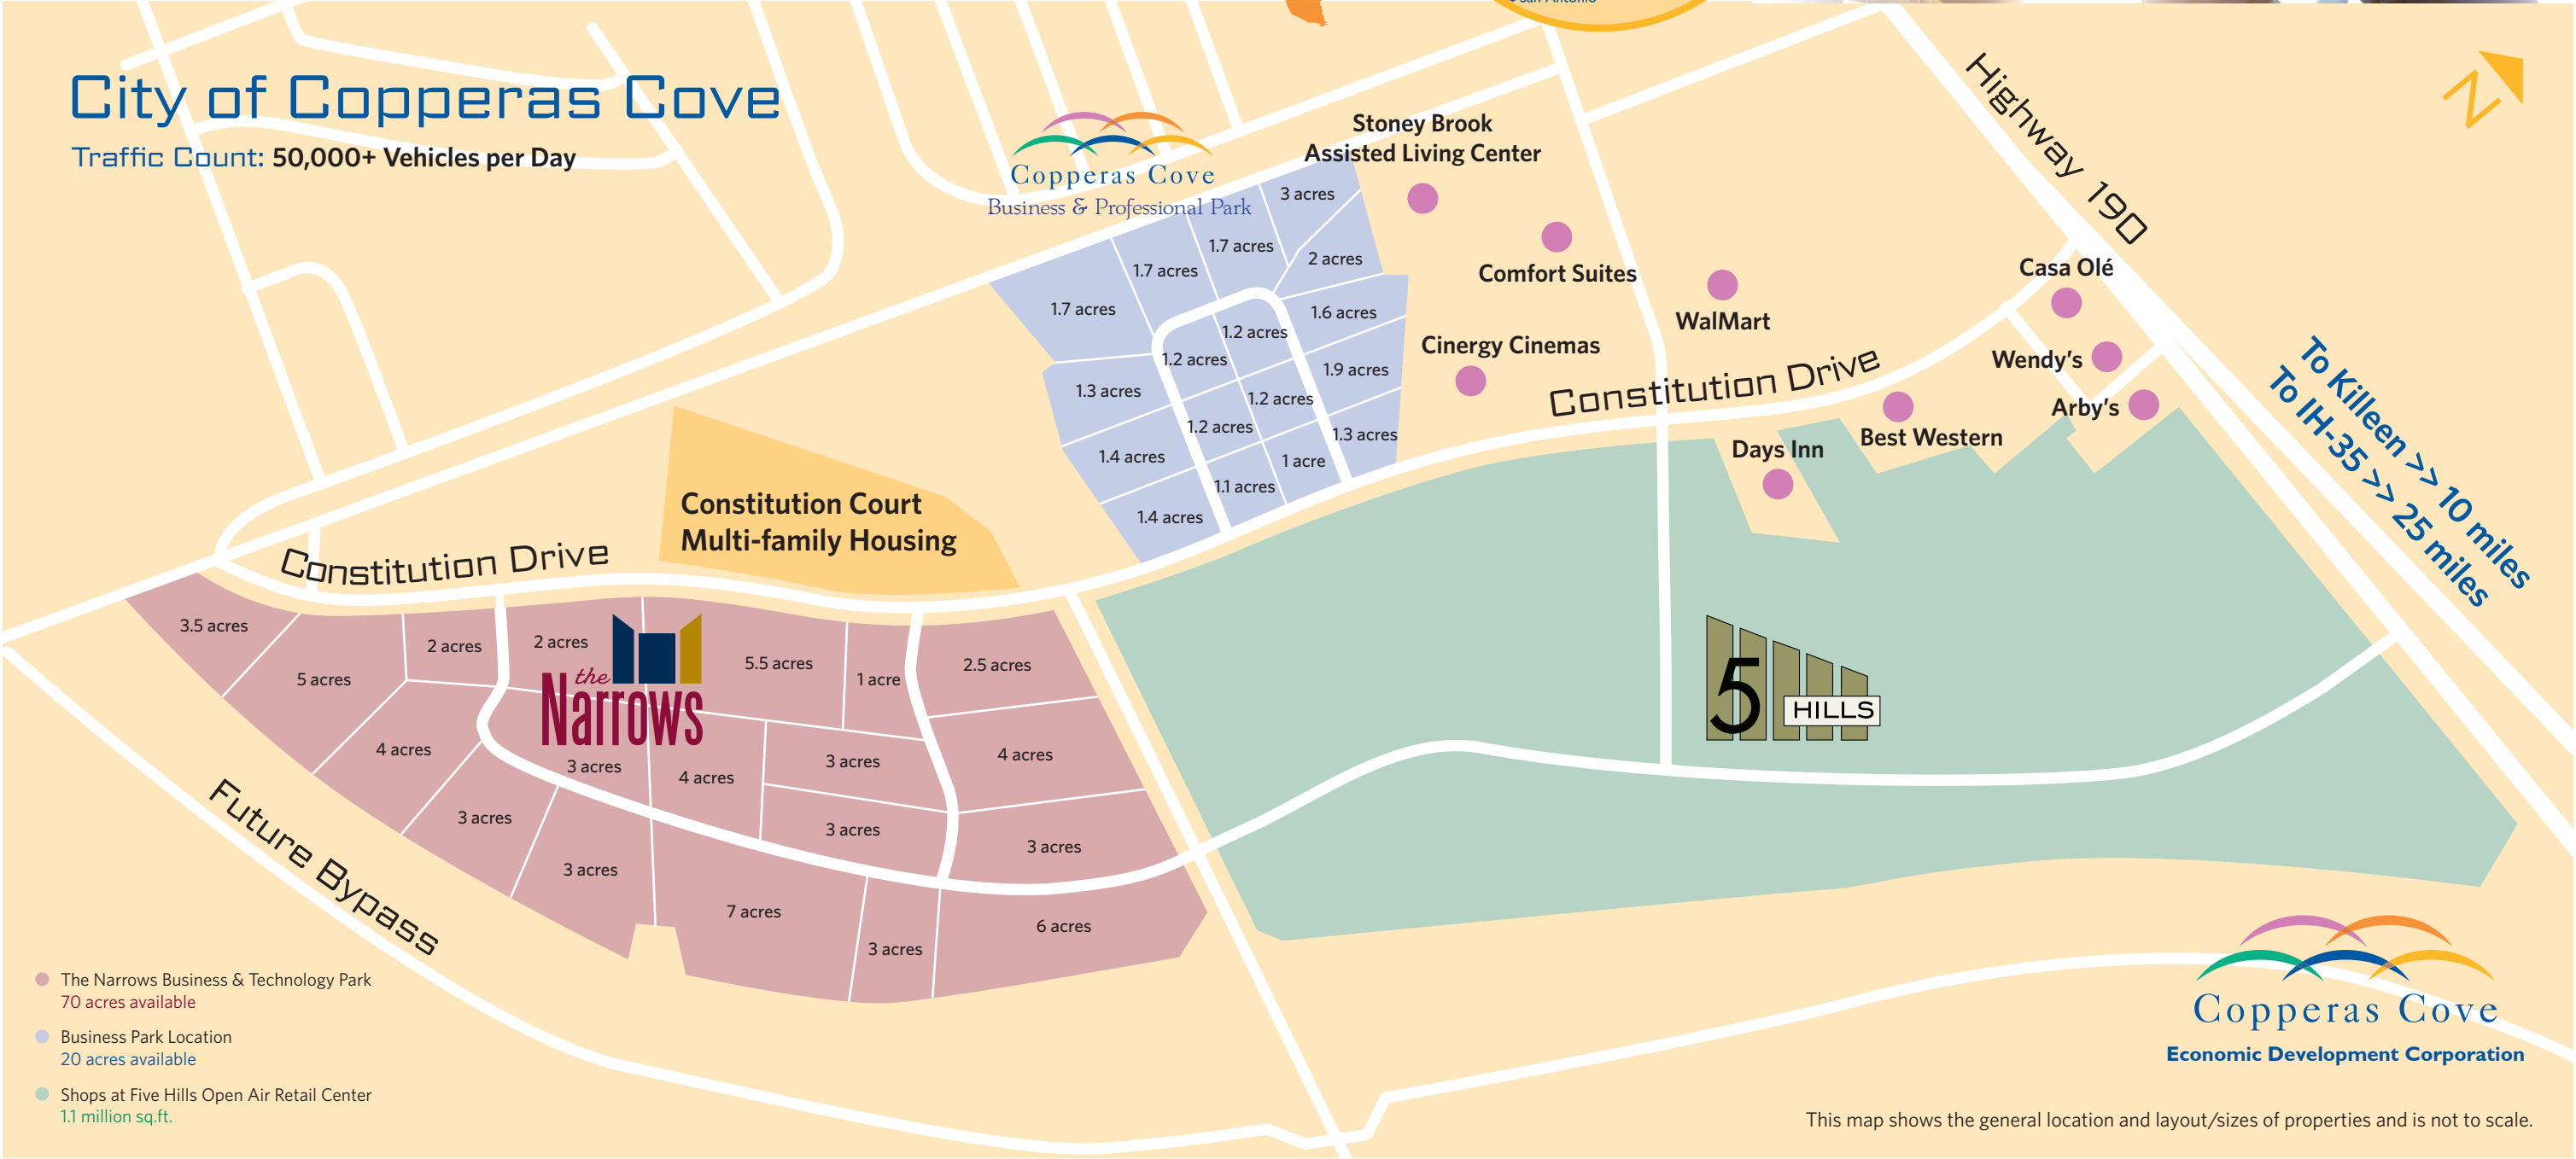 San Antonio
City of Copperas Cove
Traffic Count: 50,000+ Vehicles per Day
Copperas Cove
Business & Professional Park
Stoney Brook
Assisted Living Center
Comfort Suites
WalMart
Cinergy Cinemas
Highway 190
N
Casa Olé
Wendy's
Arby's
Best Western
Days Inn
Constitution Drive
To Killeen >> 10 miles
To IH-35 >> 25 miles
3 acres
1.7 acres
2 acres
1.7 acres
1.7 acres
1.6 acres
1.2 acres
1.2 acres
1.9 acres
1.3 acres
1.2 acres
1.2 acres
1.3 acres
1.4 acres
1 acre
1.1 acres
1.4 acres
Constitution Court
Multi-family Housing
Constitution Drive
3.5 acres
2 acres
2 acres
5.5 acres
2.5 acres
5 acres
1 acre
the
Narrows
4 acres
3 acres
4 acres
3 acres
4 acres
3 acres
3 acres
3 acres
3 acres
7 acres
3 acres
6 acres
5
HILLS
Future Bypass
The Narrows Business & Technology Park
70 acres available
Business Park Location
20 acres available
Shops at Five Hills Open Air Retail Center
1.1 million sq.ft.
Copperas Cove
Economic Development Corporation
This map shows the general location and layout/sizes of properties and is not to scale.